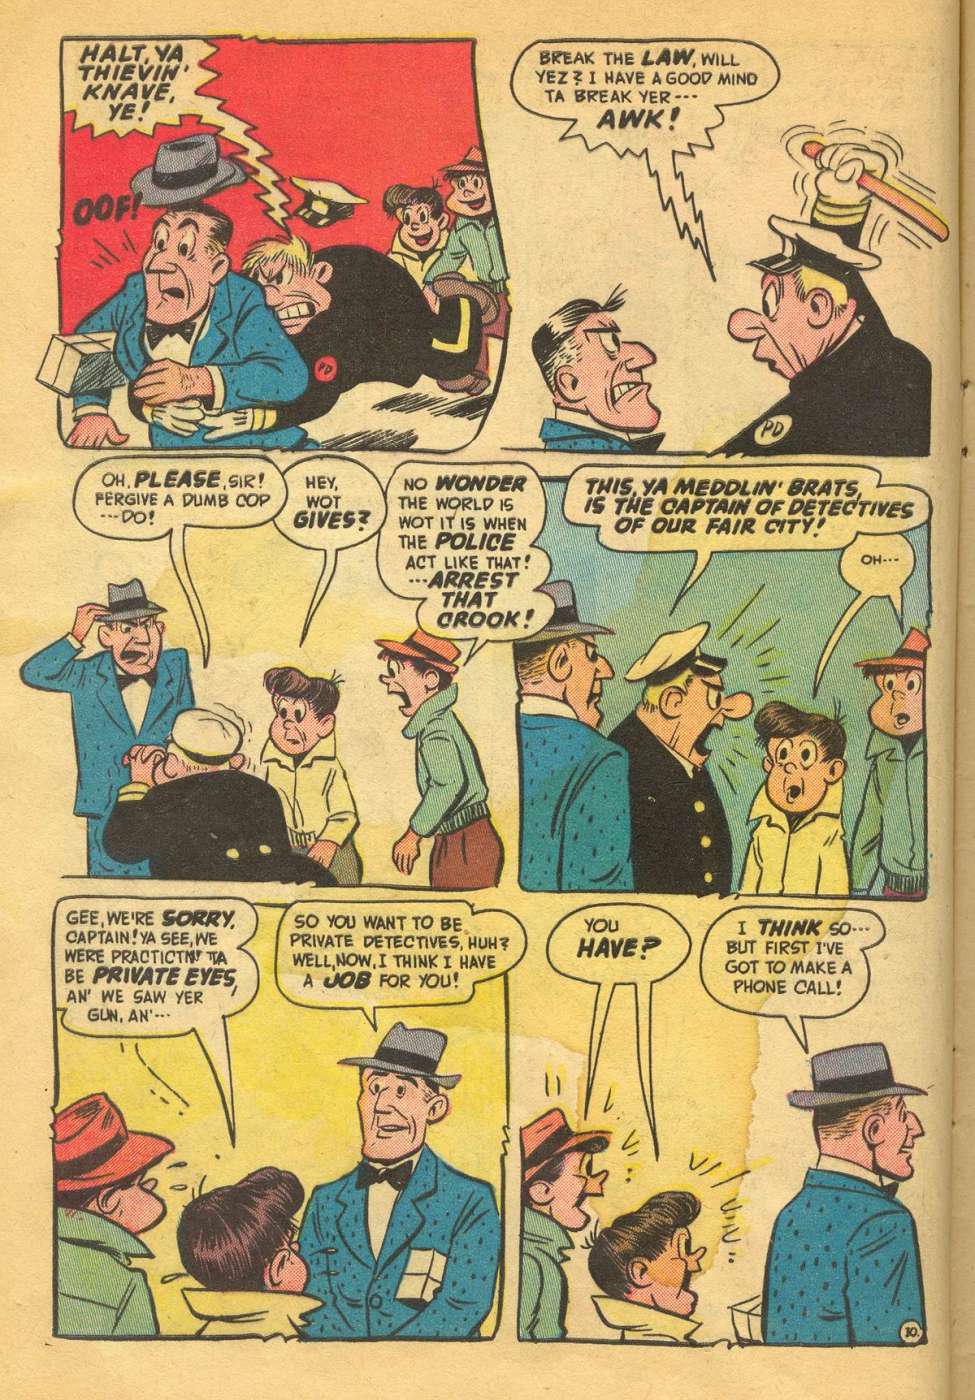 HALT, YA
THIEVIN'
KNAVE,
YE!
OOF!
PD
BREAK THE LAW, WILL
YEZ? I HAVE A GOOD MIND
TA BREAK YER---
AWK!
PD
OH, PLEASE, SIR!
FERGIVE A DUMB COP
---DO!
HEY,
WOT
GIVES?
NO WONDER
THE WORLD IS
WOT IT IS WHEN
THE POLICE
ACT LIKE THAT!
---ARREST
THAT
CROOK!
THIS, YA MEDDLIN' BRATS,
IS THE CAPTAIN OF DETECTIVES
OF OUR FAIR CITY!
OH---
GEE, WE'RE SORRY,
CAPTAIN! YA SEE, WE
WERE PRACTICIN' TA
BE PRIVATE EYES,
AN' WE SAW YER
GUN, AN'---
SO YOU WANT TO BE
PRIVATE DETECTIVES, HUH?
WELL, NOW, I THINK I HAVE
A JOB FOR YOU!
YOU
HAVE?
I THINK SO---
BUT FIRST I'VE
GOT TO MAKE A
PHONE CALL!
10.